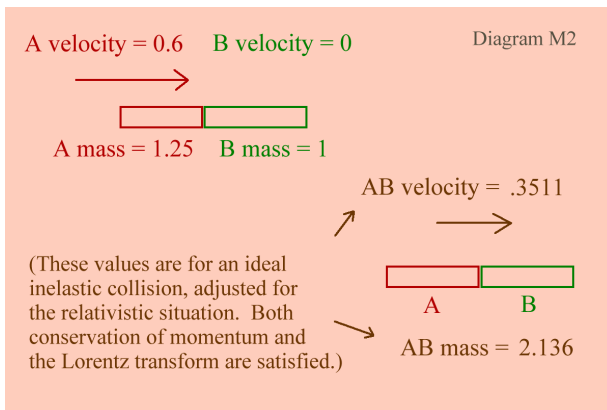 A velocity = 0.6 B velocity = 0
Diagram M2
A mass = 1.25 B mass = 1
AB velocity = .3511
(These values are for an ideal
inelastic collision, adjusted for
the relativistic situation. Both
conservation of momentum and
the Lorentz transform are satisfied.)
A B
AB mass = 2.136